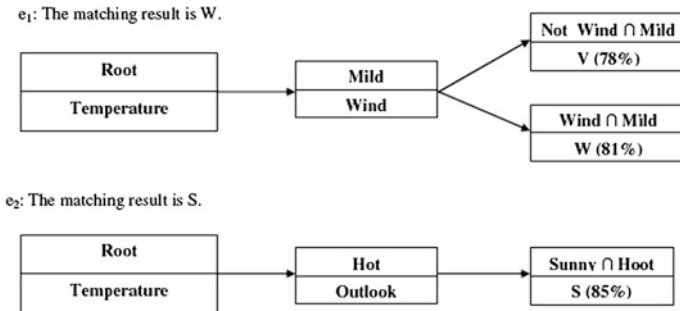 e₁: The matching result is W.
Root
Temperature
Mild
Wind
Not Wind ∩ Mild
V (78%)
Wind ∩ Mild
W (81%)
e₂: The matching result is S.
Root
Temperature
Hot
Outlook
Sunny ∩ Hoot
S (85%)